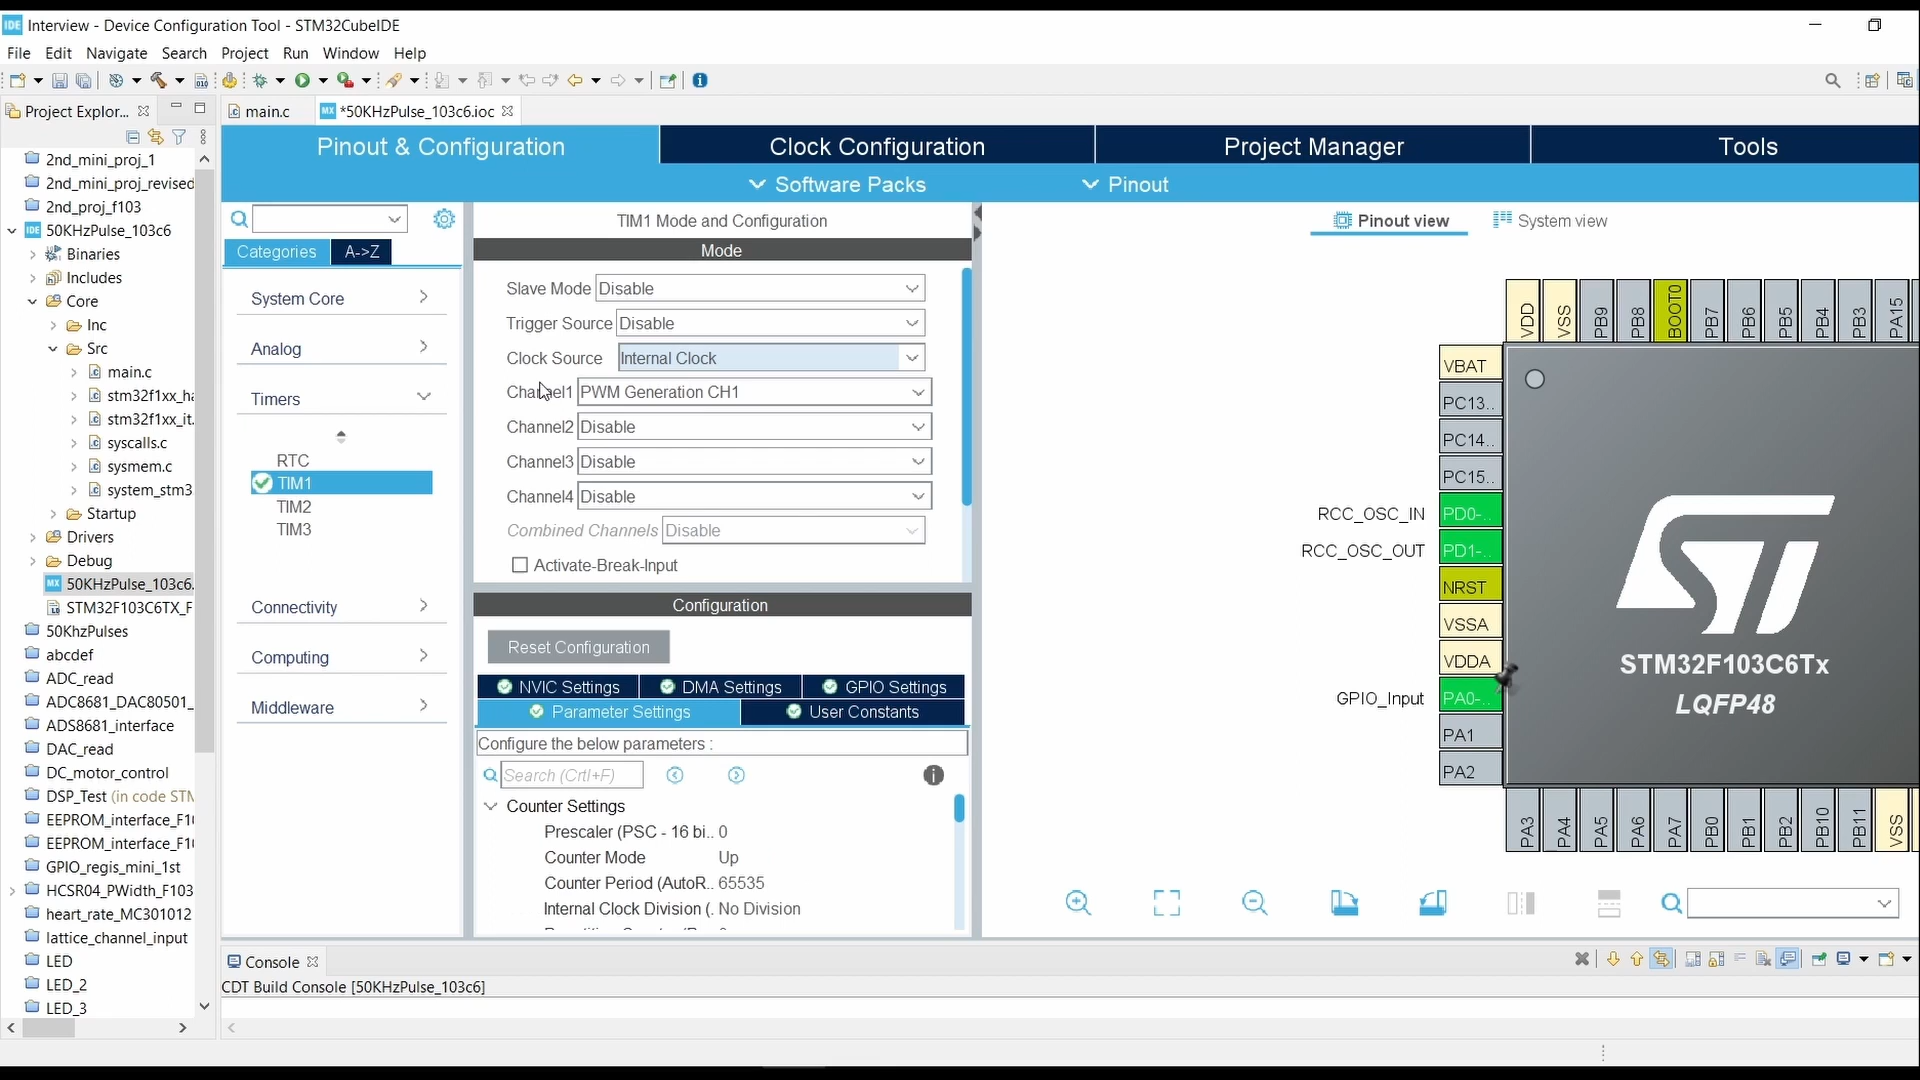 IDE Interview - Device Configuration Tool - STM32CubeIDE
File Edit Navigate Search Project Run Window Help
Project Explor...
main.c
MX *50KHzPulse_103c6.ioc
2nd_mini_proj_1
2nd_mini_proj_revised
2nd_proj_f103
IDE 50KHzPulse_103c6
Binaries
Includes
Core
Inc
Src
main.c
stm32f1xx_ha
stm32f1xx_it.
syscalls.c
sysmem.c
system_stm3
Startup
Drivers
Debug
MX 50KHzPulse_103c6.
STM32F103C6TX_F
50KhzPulses
abcdef
ADC_read
ADC8681_DAC80501_
ADS8681_interface
DAC_read
DC_motor_control
DSP_Test (in code STM
EEPROM_interface_F10
EEPROM_interface_F10
GPIO_regis_mini_1st
HCSR04_PWidth_F103
heart_rate_MC301012
lattice_channel_input
LED
LED_2
LED_3
Pinout & Configuration
Clock Configuration
Project Manager
Tools
Software Packs
Pinout
Categories
A->Z
System Core
Analog
Timers
RTC
TIM1
TIM2
TIM3
Connectivity
Computing
Middleware
TIM1 Mode and Configuration
Mode
Slave Mode Disable
Trigger Source Disable
Clock Source Internal Clock
Channel1 PWM Generation CH1
Channel2 Disable
Channel3 Disable
Channel4 Disable
Combined Channels Disable
Activate-Break-Input
Configuration
Reset Configuration
NVIC Settings
DMA Settings
GPIO Settings
Parameter Settings
User Constants
Configure the below parameters :
Search (CrtI+F)
Counter Settings
Prescaler (PSC - 16 bi.. 0
Counter Mode Up
Counter Period (AutoR.. 65535
Internal Clock Division (. No Division
Pinout view
System view
VDD
VSS
PB9
PB8
BOOT0
PB7
PB6
PB5
PB4
PB3
PA15
VBAT
PC13..
PC14..
PC15..
RCC_OSC_IN PD0-..
RCC_OSC_OUT PD1-..
NRST
VSSA
VDDA
GPIO_Input PA0-..
PA1
PA2
STM32F103C6Tx
LQFP48
PA3
PA4
PA5
PA6
PA7
PB0
PB1
PB2
PB10
PB11
VSS
Console
CDT Build Console [50KHzPulse_103c6]